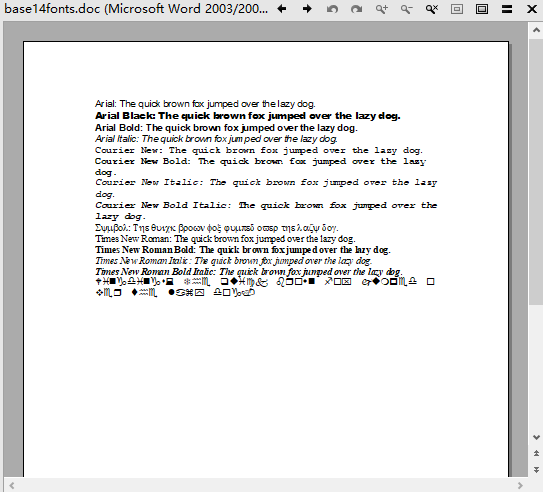 base14fonts.doc (Microsoft Word 2003/200...
Arial: The quick brown fox jumped over the lazy dog.
Arial Black: The quick brown fox jumped over the lazy dog.
Arial Bold: The quick brown fox jumped over the lazy dog.
Arial Italic: The quick brown fox jumped over the lazy dog.
Courier New: The quick brown fox jumped over the lazy dog.
Courier New Bold: The quick brown fox jumped over the lazy
dog.
Courier New Italic: The quick brown fox jumped over the lazy
dog.
Courier New Bold Italic: The quick brown fox jumped over the
lazy dog.
Σψμβολ: Τηε θυιχκ βροων φοξ φυμπεδ οϖερ τηε λαζψ δογ.
Times New Roman: The quick brown fox jumped over the lazy dog.
Times New Roman Bold: The quick brown fox jumped over the lazy dog.
Times New Roman Italic: The quick brown fox jumped over the lazy dog.
Times New Roman Bold Italic: The quick brown fox jumped over the lazy dog.